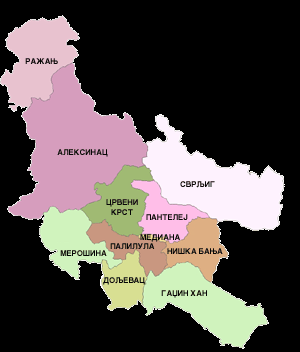 РАЖАЊ
АЛЕКСИНАЦ
СВРЉИГ
ЦРВЕНИ
КРСТ
ПАНТЕЛЕЈ
МЕДИАНА
ПАЛИЛУЛА
НИШКА БАЊА
МЕРОШИНА
ДОЉЕВАЦ
ГАЏИН ХАН